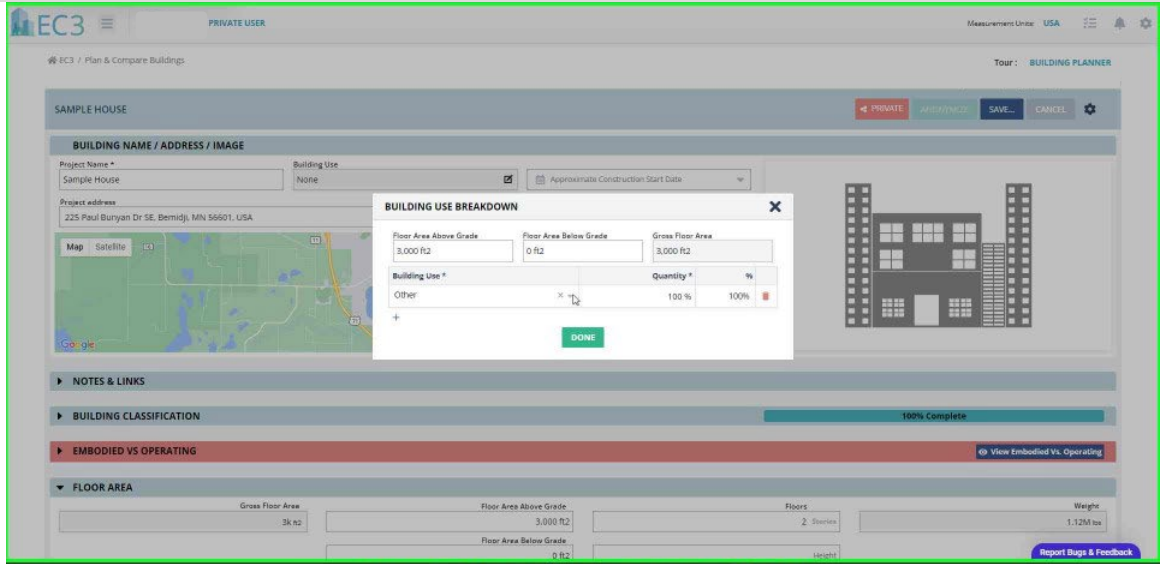 EC3
PRIVATE USER
Measurement Units: USA
EC3 / Plan & Compare Buildings
Tour : BUILDING PLANNER
SAMPLE HOUSE
PRIVATE ANONYMIZE SAVE... CANCEL
BUILDING NAME / ADDRESS / IMAGE
Project Name *
Building Use
Sample House
None
Approximate Construction Start Date
Project address
225 Paul Bunyan Dr SE, Bemidji, MN 56601, USA
Map Satellite
Google
BUILDING USE BREAKDOWN
Floor Area Above Grade
Floor Area Below Grade
Gross Floor Area
3,000 ft2
0 ft2
3,000 ft2
Building Use *
Quantity *
%
Other
100 %
100%
+
DONE
NOTES & LINKS
BUILDING CLASSIFICATION
100% Complete
EMBODIED VS OPERATING
View Embodied Vs. Operating
FLOOR AREA
Gross Floor Area
Floor Area Above Grade
Floors
Weight
3k ft2
3,000 ft2
2 Stories
1.12M lbs
Floor Area Below Grade
0 ft2
Height
Report Bugs & Feedback